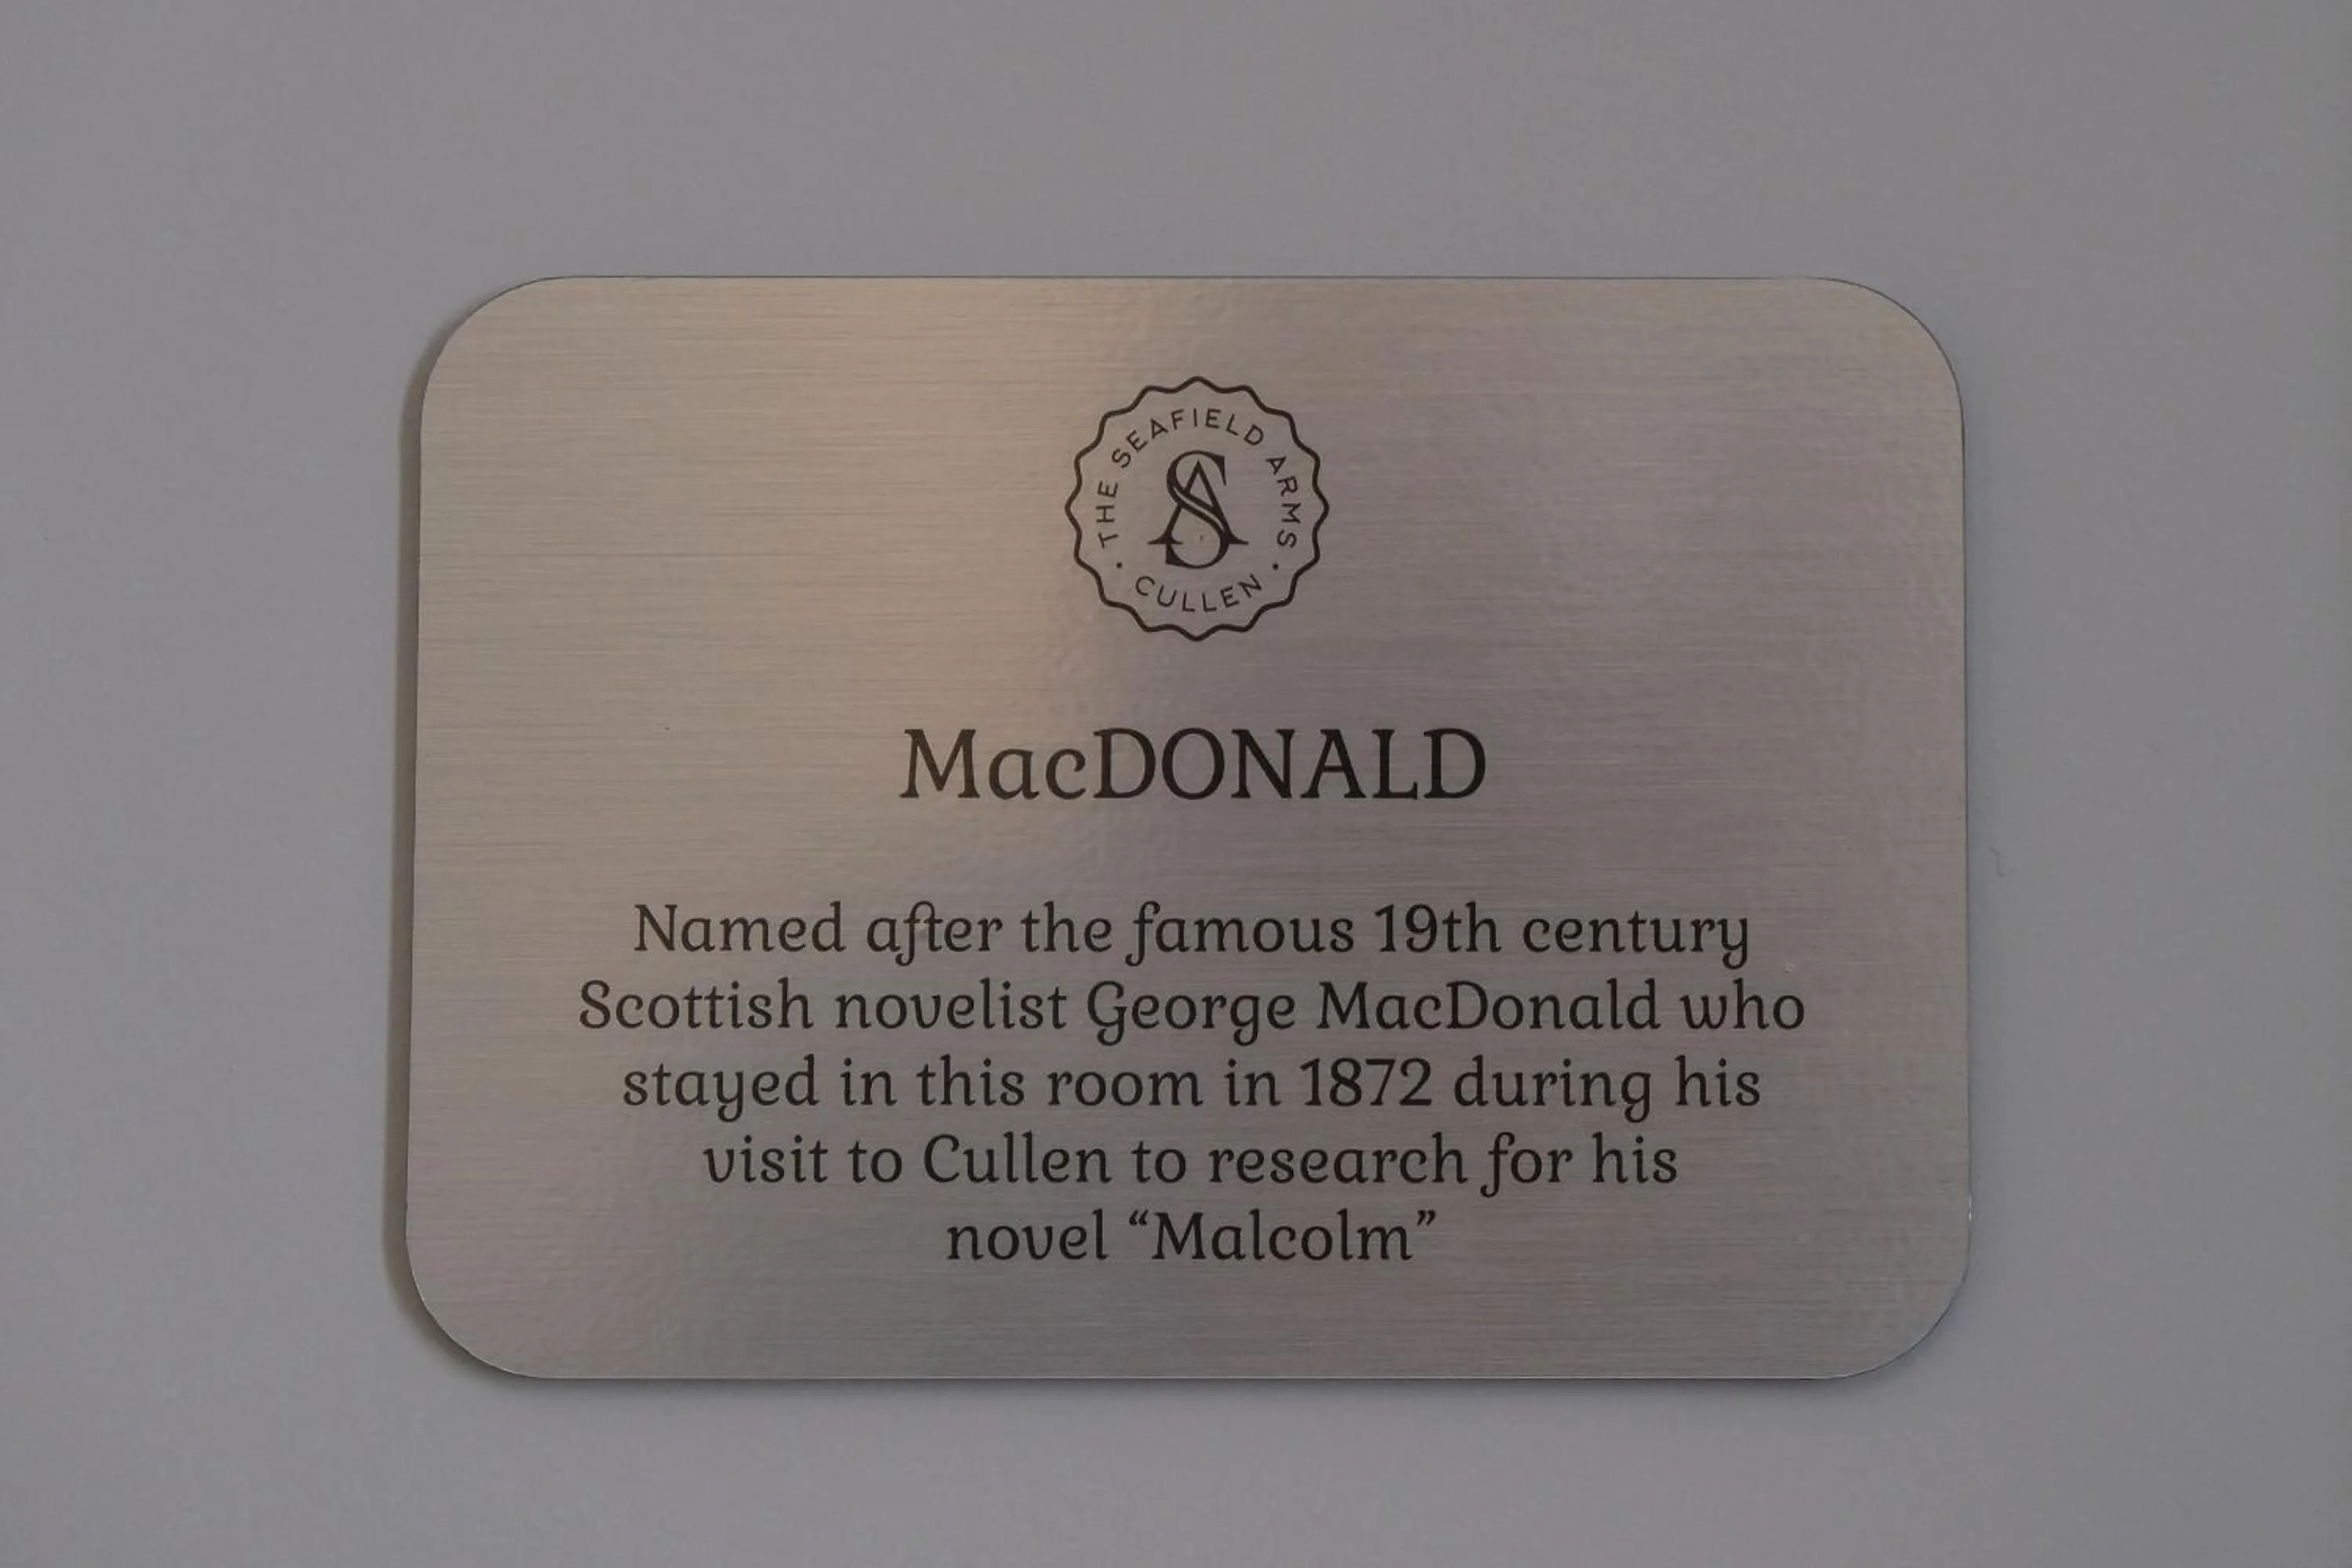 THE SEAFIELD ARMS
SA
· CULLEN ·
MacDONALD
Named after the famous 19th century
Scottish novelist George MacDonald who
stayed in this room in 1872 during his
visit to Cullen to research for his
novel “Malcolm”